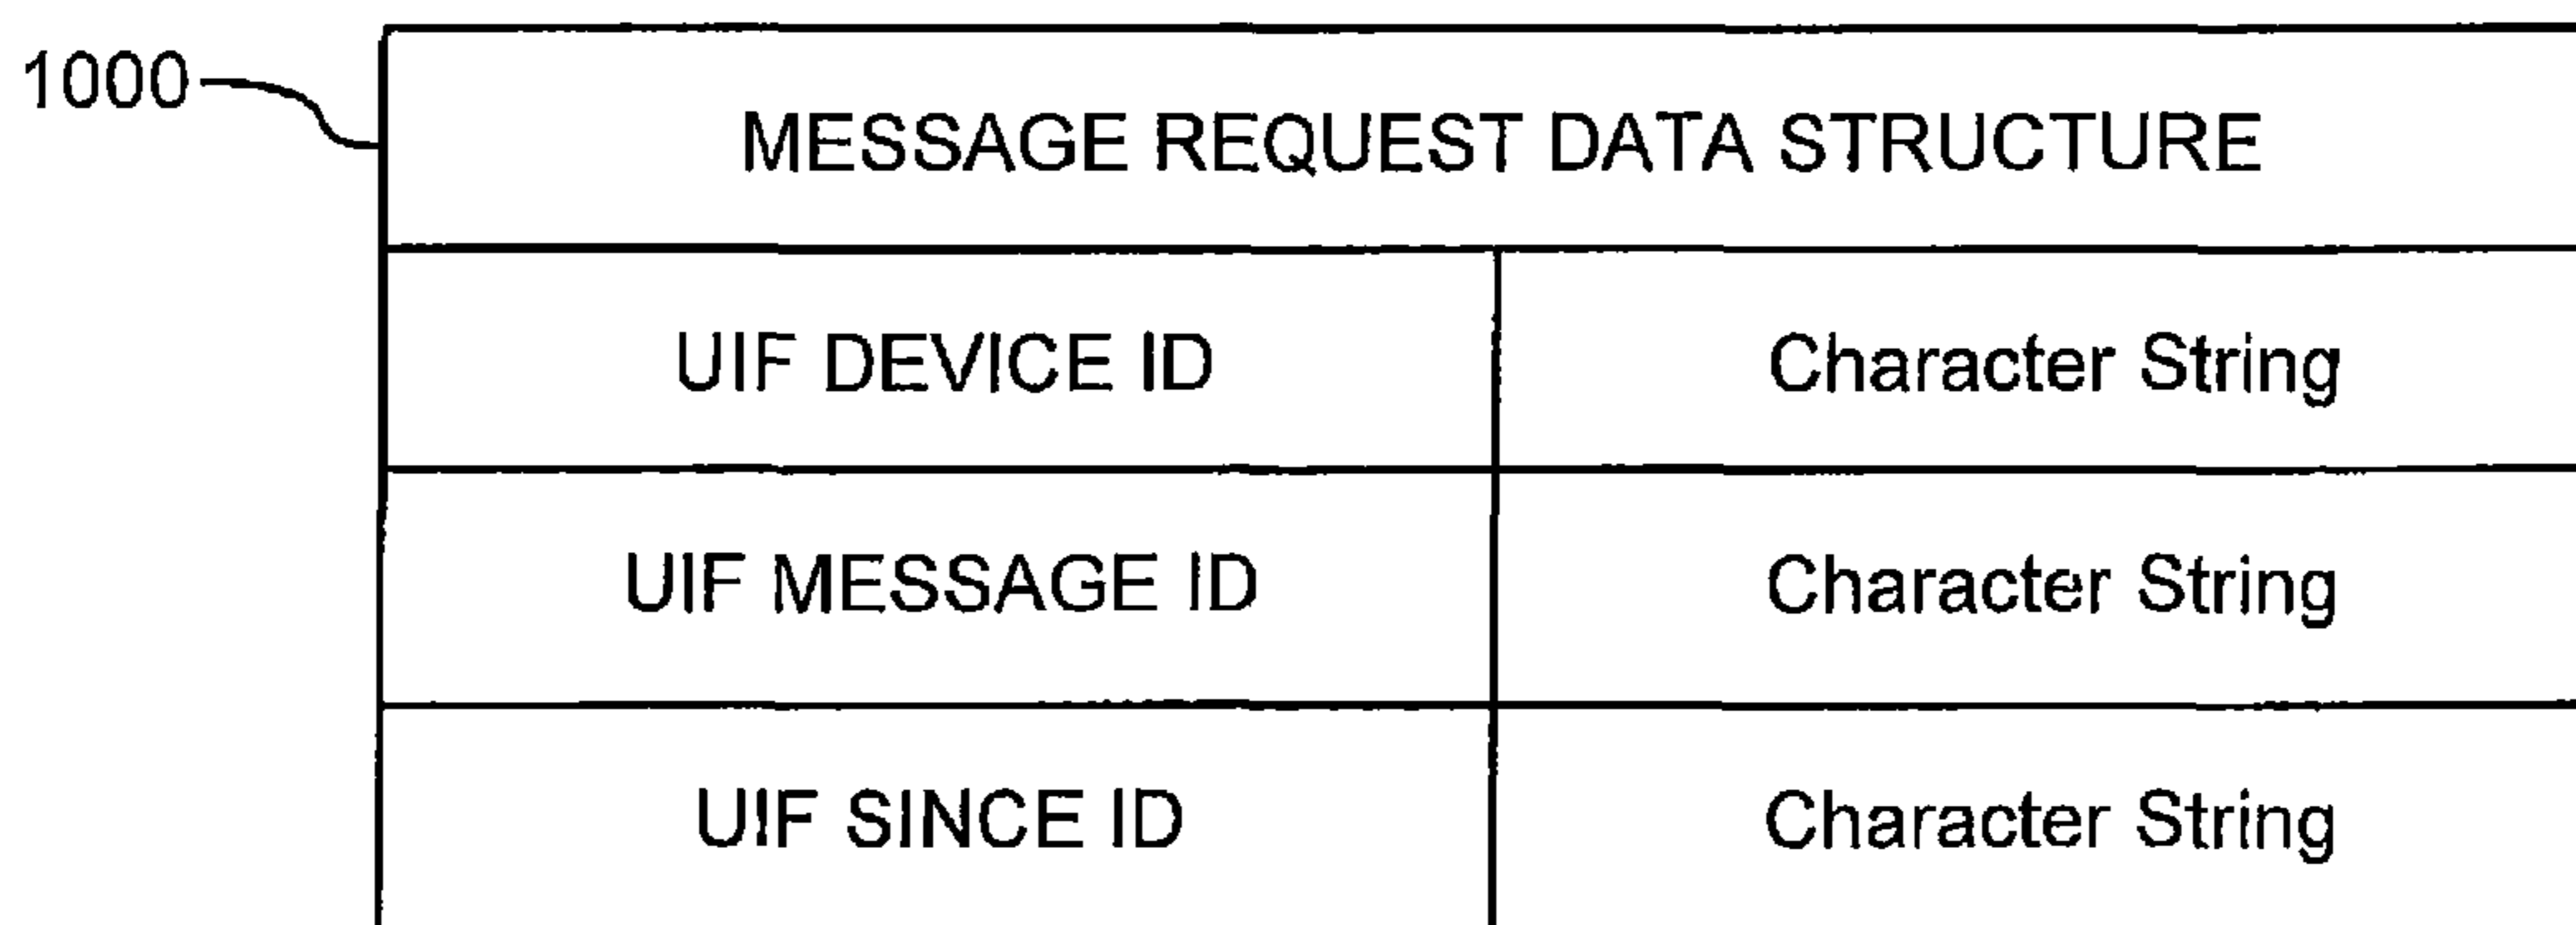 1000
MESSAGE REQUEST DATA STRUCTURE
UIF DEVICE ID Character String
UIF MESSAGE ID Character String
UIF SINCE ID Character String